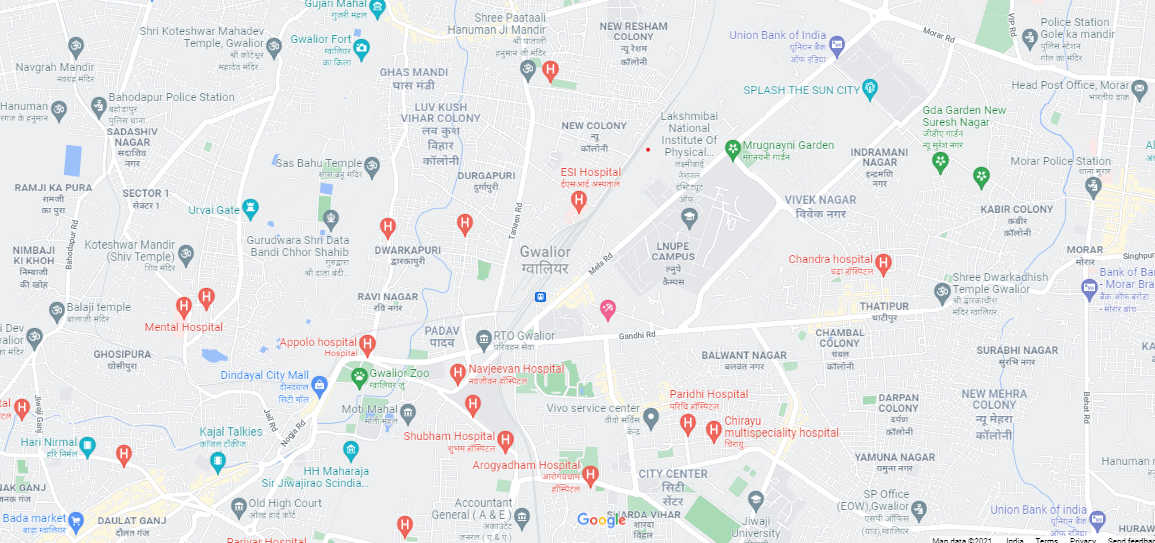 Gujari Mahal
गुजरी महल
Shri Koteshwar Mahadev
Temple, Gwalior
श्री कोटेश्वर
महादेव मंदिर...
Gwalior Fort
ग्वालियर
का किला
Shree Paataali
Hanuman Ji Mandir
श्री पाताली
हनुमान जी मंदिर
NEW RESHAM
COLONY
न्यू रेशम
कॉलोनी
Union Bank of India
यूनियन बैंक
ऑफ इंडिया
Morar Rd
VIP Rd
Police Station
Gole ka mandir
पुलिस स्टेशन
गोल का मंदिर
Navgrah Mandir
नवग्रह मंदिर
GHAS MANDI
घास मंडी
SPLASH THE SUN CITY
Head Post Office, Morar
भारतीय डाक
Hanuman
Bahodapur Police Station
बहोड़ापुर
पुलिस थाना
LUV KUSH
VIHAR COLONY
लव कुश
विहार
कॉलोनी
NEW COLONY
न्यू
कॉलोनी
Lakshmibai
National
Institute Of
Physical...
लक्ष्मीबाई
नेशनल
इंस्टिट्यूट
ऑफ
Gda Garden New
Suresh Nagar
जीडीए गार्डन
न्यू सुरेश नगर
SADASHIV
NAGAR
सदाशिव
नगर
Mrugnayni Garden
मृगनयनी गार्डन
INDRAMANI
NAGAR
इन्द्रमणि
नगर
Morar Police Station
थाना मुरार
Sas Bahu Temple
सास बहू मंदिर
DURGAPURI
दुर्गापुरी
ESI Hospital
ईएसआई अस्पताल
RAMJI KA PURA
रामजी
का पुरा
SECTOR 1
सेक्टर 1
Urvai Gate
VIVEK NAGAR
विवेक नगर
KABIR COLONY
कबीर
कॉलोनी
Bahodapur Rd
Tansen Rd
Gurudwara Shri Data
Bandi Chhor Shahib
गुरुद्वारा
श्री दाता बंदी...
NIMBAJI
KI KHOH
निम्बाजी
की खोह
Koteshwar Mandir
(Shiv Temple)
शिव मंदिर
DWARKAPURI
द्वारकापुरी
Gwalior
ग्वालियर
Mela Rd
LNUPE
CAMPUS
लनुपे
कैम्पस
Chandra hospital
चंद्रा हॉस्पिटल
MORAR
मोरार
Singhpur
Shree Dwarkadhish
Temple Gwalior
श्री द्वारकाधीश
मंदिर ग्वालियर
Bank of Bar
- Morar Bra
बैंक ऑफ बरोडा
- मोरार ब्रांच
Balaji temple
बालाजी मंदिर
RAVI NAGAR
रवि नगर
THATIPUR
थाटीपुर
Mental Hospital
PADAV
पादव
RTO Gwalior
परिवहन सेवा
Gandhi Rd
CHAMBAL
COLONY
चंबल
कॉलोनी
Appolo hospital
Hospital
GHOSIPURA
घोसीपुरा
BALWANT NAGAR
बलवंत नगर
SURABHI NAGAR
सुरभि नगर
Dindayal City Mall
दीनदयाल
सिटी मॉल
Gwalior Zoo
ग्वालियर ज़ू
Navjeevan Hospital
नवजीवन हॉस्पिटल
Paridhi Hospital
परिधि हॉस्पिटल
DARPAN
COLONY
दर्पण
कॉलोनी
NEW MEHRA
COLONY
न्यू मेहरा
कॉलोनी
Jiwaji Ganj
Jail Rd
Nogja Rd
Moti Mahal
मोती महल
Vivo service center
वीवो सर्विस
केन्द्र
Chirayu
multispeciality hospital
चिरायु...
Hari Nirmal
हरि निर्मल
Kajal Talkies
काजल टॉकीज
Shubham Hospital
शुभम हॉस्पिटल
HH Maharaja
Sir Jiwajirao Scindia...
Arogyadham Hospital
आरोग्यधाम
हॉस्पिटल
YAMUNA NAGAR
यमुना नगर
CITY CENTER
सिटी
सेंटर
Hanuman m
Old High Court
ओल्ड हाई कोर्ट
Accountant
General ( A & E )
अकाउंटेंट
जनरल ( ए & ई )
SP Office
(EOW),Gwalior
एसपी ऑफिस
Jiwaji
University
जीवाजी
विश्वविद्यालय
Union Bank of India
यूनियन बैंक
ऑफ इंडिया
Bada market
बाड़ा मार्केट
DAULAT GANJ
दौलत गंज
SHARDA VIHAR
शारदा
विहार
HURAW
Parivar Hospital
Google
Map data ©2021 India Terms Privacy Send feedba